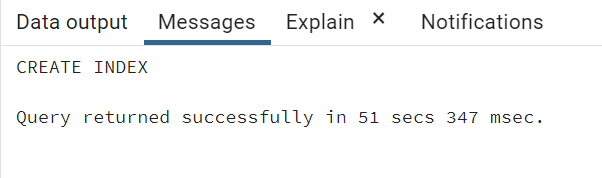 Data output Messages Explain × Notifications
CREATE INDEX
Query returned successfully in 51 secs 347 msec.